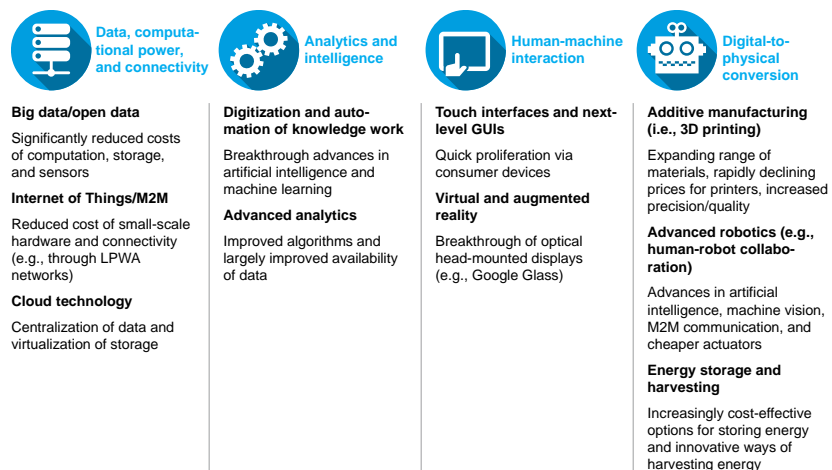 Data, computa-
tional power,
and connectivity
Big data/open data
Significantly reduced costs
of computation, storage,
and sensors
Internet of Things/M2M
Reduced cost of small-scale
hardware and connectivity
(e.g., through LPWA
networks)
Cloud technology
Centralization of data and
virtualization of storage
Analytics and
intelligence
Digitization and auto-
mation of knowledge work
Breakthrough advances in
artificial intelligence and
machine learning
Advanced analytics
Improved algorithms and
largely improved availability
of data
Human-machine
interaction
Touch interfaces and next-
level GUIs
Quick proliferation via
consumer devices
Virtual and augmented
reality
Breakthrough of optical
head-mounted displays
(e.g., Google Glass)
Digital-to-
physical
conversion
Additive manufacturing
(i.e., 3D printing)
Expanding range of
materials, rapidly declining
prices for printers, increased
precision/quality
Advanced robotics (e.g.,
human-robot collabo-
ration)
Advances in artificial
intelligence, machine vision,
M2M communication, and
cheaper actuators
Energy storage and
harvesting
Increasingly cost-effective
options for storing energy
and innovative ways of
harvesting energy